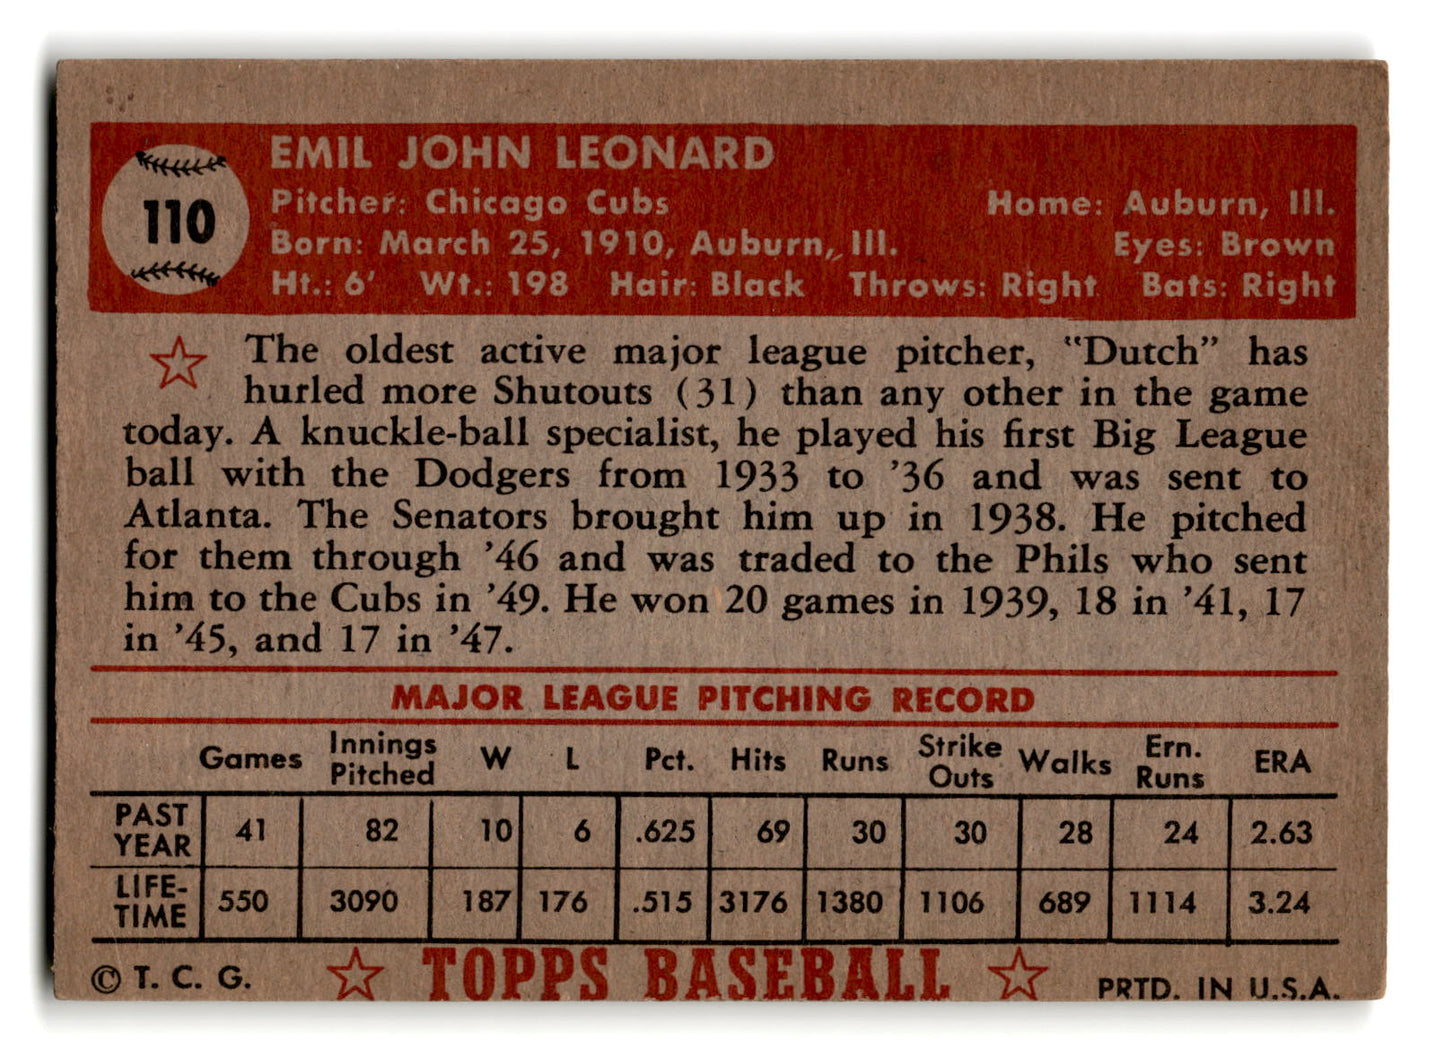 110
EMIL JOHN LEONARD
Pitcher: Chicago Cubs Home: Auburn, Ill.
Born: March 25, 1910, Auburn, Ill. Eyes: Brown
Ht.: 6' Wt.: 198 Hair: Black Throws: Right Bats: Right
The oldest active major league pitcher, "Dutch" has
hurled more Shutouts (31) than any other in the game
today. A knuckle-ball specialist, he played his first Big League
ball with the Dodgers from 1933 to '36 and was sent to
Atlanta. The Senators brought him up in 1938. He pitched
for them through '46 and was traded to the Phils who sent
him to the Cubs in '49. He won 20 games in 1939, 18 in '41, 17
in '45, and 17 in '47.
MAJOR LEAGUE PITCHING RECORD
Games Innings Pitched W L Pct. Hits Runs Strike Outs Walks Ern. Runs ERA
PAST YEAR 41 82 10 6 .625 69 30 30 28 24 2.63
LIFE-TIME 550 3090 187 176 .515 3176 1380 1106 689 1114 3.24
© T. C. G. TOPPS BASEBALL PRTD. IN U.S.A.